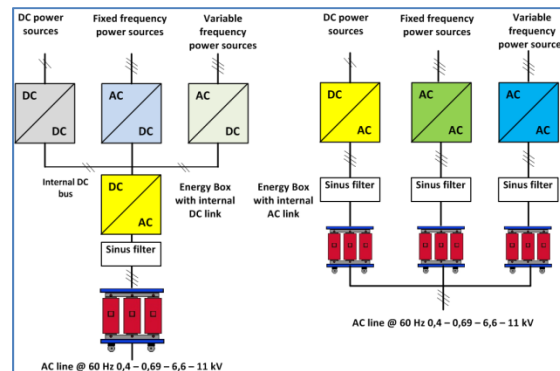 DC power
sources
Fixed frequency
power sources
Variable
frequency
power sources
DC
DC
AC
DC
AC
DC
Internal DC
bus
DC
AC
Energy Box
with internal
DC link
Sinus filter
AC line @ 60 Hz 0,4 – 0,69 – 6,6 – 11 kV
DC power
sources
Fixed frequency
power sources
Variable
frequency
power sources
DC
AC
AC
AC
AC
AC
Energy Box
with internal
AC link
Sinus filter
Sinus filter
Sinus filter
AC line @ 60 Hz 0,4 – 0,69 – 6,6 – 11 kV